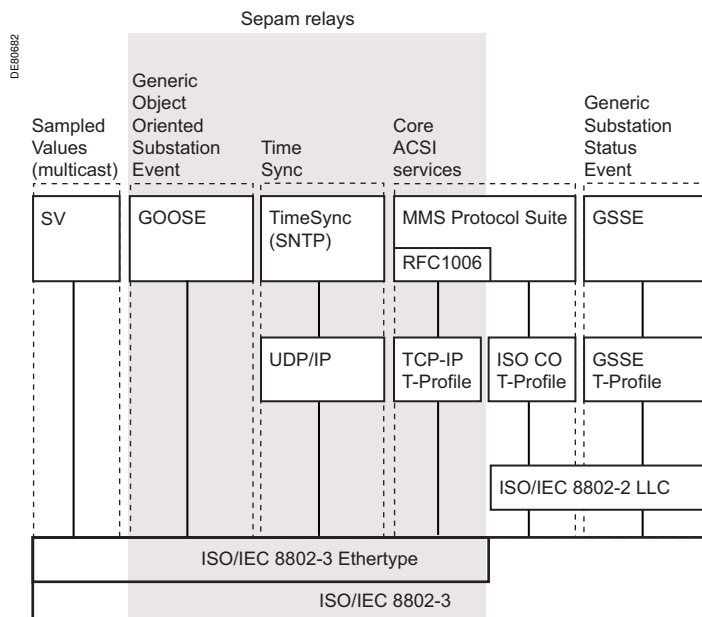 Sepam relays
DE80682
Sampled
Values
(multicast)
Generic
Object
Oriented
Substation
Event
Time
Sync
Core
ACSI
services
Generic
Substation
Status
Event
SV
GOOSE
TimeSync
(SNTP)
MMS Protocol Suite
RFC1006
GSSE
UDP/IP
TCP-IP
T-Profile
ISO CO
T-Profile
GSSE
T-Profile
ISO/IEC 8802-2 LLC
ISO/IEC 8802-3 Ethertype
ISO/IEC 8802-3